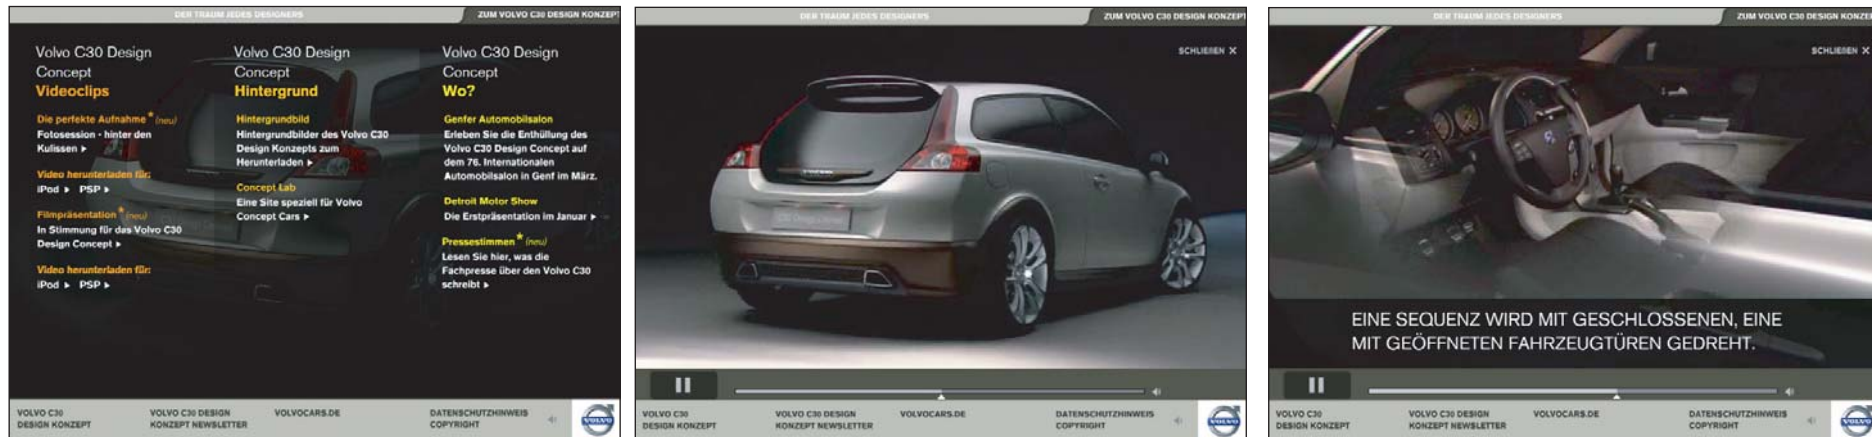 DER TRAUM JEDES DESIGNERS
ZUM VOLVO C30 DESIGN KONZEPT
Volvo C30 Design
Concept
Videoclips
Die perfekte Aufnahme * (neu)
Fotosession - hinter den
Kulissen
Video herunterladen für:
iPod PSP
Filmpräsentation * (neu)
In Stimmung für das Volvo C30
Design Concept
Video herunterladen für:
iPod PSP
Volvo C30 Design
Concept
Hintergrund
Hintergrundbild
Hintergrundbilder des Volvo C30
Design Konzepts zum
Herunterladen
Concept Lab
Eine Site speziell für Volvo
Concept Cars
Volvo C30 Design
Concept
Wo?
Genfer Automobilsalon
Erleben Sie die Enthüllung des
Volvo C30 Design Concept auf
dem 76. Internationalen
Automobilsalon in Genf im März.
Detroit Motor Show
Die Erstpräsentation im Januar
Pressestimmen * (neu)
Lesen Sie hier, was die
Fachpresse über den Volvo C30
schreibt
VOLVO C30
DESIGN KONZEPT
VOLVO C30 DESIGN
KONZEPT NEWSLETTER
VOLVOCARS.DE
DATENSCHUTZHINWEIS
COPYRIGHT
VOLVO
DER TRAUM JEDES DESIGNERS
ZUM VOLVO C30 DESIGN KONZEPT
SCHLIEßEN X
VOLVO C30
DESIGN KONZEPT
VOLVO C30 DESIGN
KONZEPT NEWSLETTER
VOLVOCARS.DE
DATENSCHUTZHINWEIS
COPYRIGHT
VOLVO
DER TRAUM JEDES DESIGNERS
ZUM VOLVO C30 DESIGN KONZE
SCHLIEßEN X
EINE SEQUENZ WIRD MIT GESCHLOSSENEN, EINE
MIT GEÖFFNETEN FAHRZEUGTÜREN GEDREHT.
VOLVO C30
DESIGN KONZEPT
VOLVO C30 DESIGN
KONZEPT NEWSLETTER
VOLVOCARS.DE
DATENSCHUTZHINWEIS
COPYRIGHT